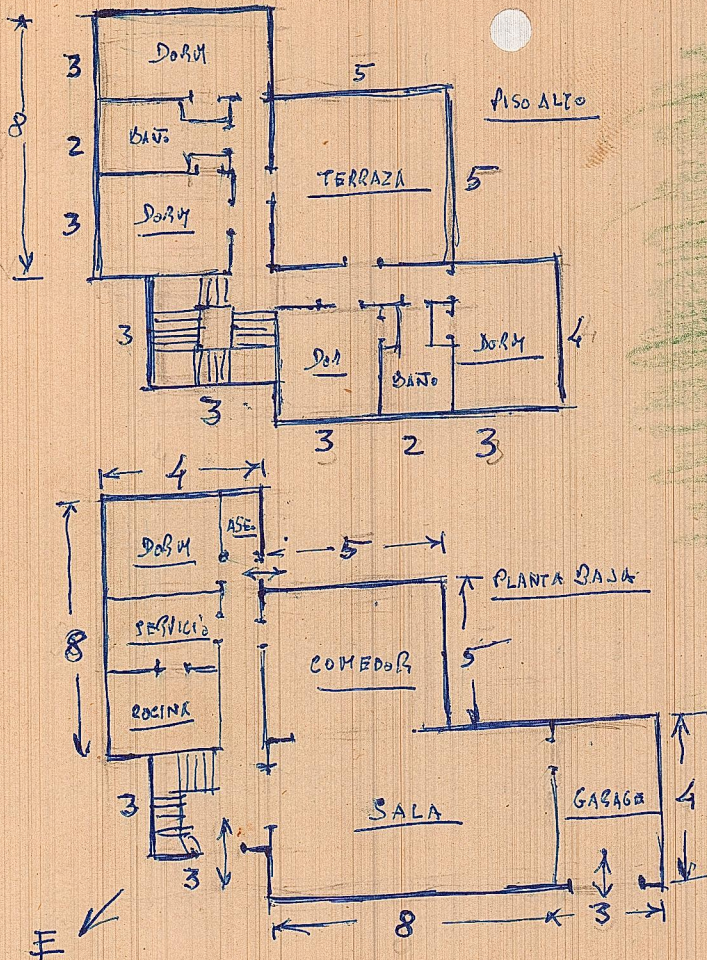 3
DORM
5
PISO ALTO
8
2
BAÑO
TERRAZA
5
3
DORM
3
DOR
BAÑO
DORM
4
3
3
2
3
4
DORM
ASEO
5
PLANTA BAJA
8
SERVICIO
COMEDOR
5
COCINA
3
SALA
GARAGE
4
3
8
3
E